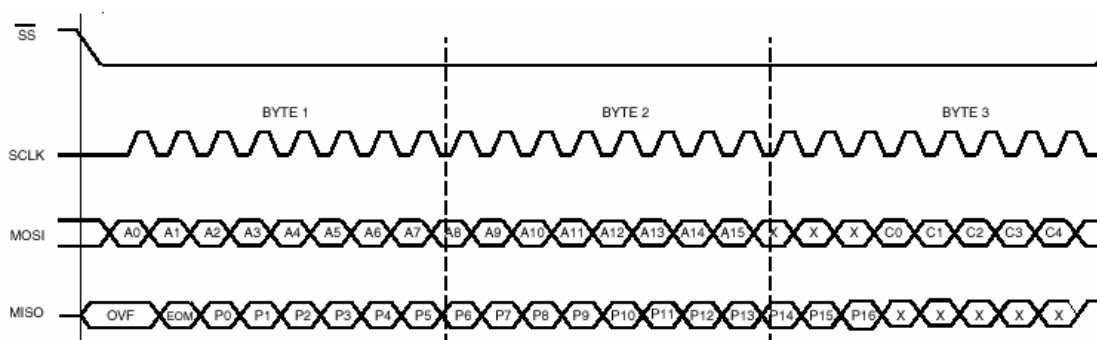 SS
BYTE 1 BYTE 2 BYTE 3
SCLK
MOSI A0 A1 A2 A3 A4 A5 A6 A7 A8 A9 A10 A11 A12 A13 A14 A15 X X X C0 C1 C2 C3 C4
MISO OVF EOM P0 P1 P2 P3 P4 P5 P6 P7 P8 P9 P10 P11 P12 P13 P14 P15 P16 X X X X X